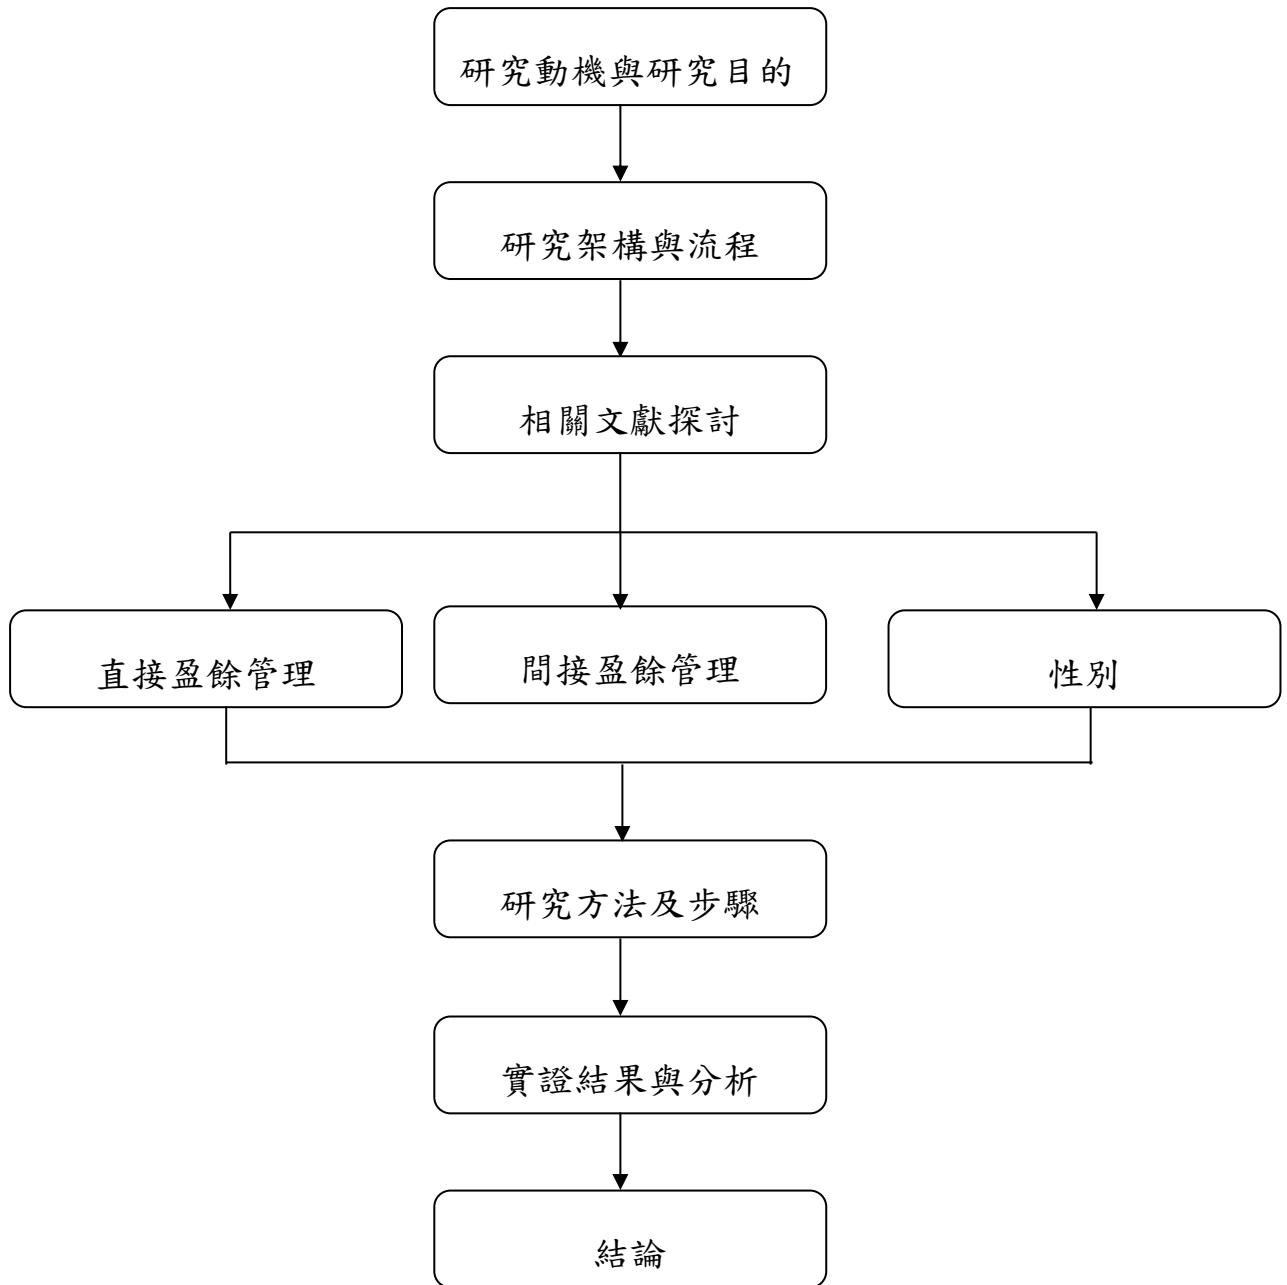 研究動機與研究目的
研究架構與流程
相關文獻探討
直接盈餘管理
間接盈餘管理
性別
研究方法及步驟
實證結果與分析
結論